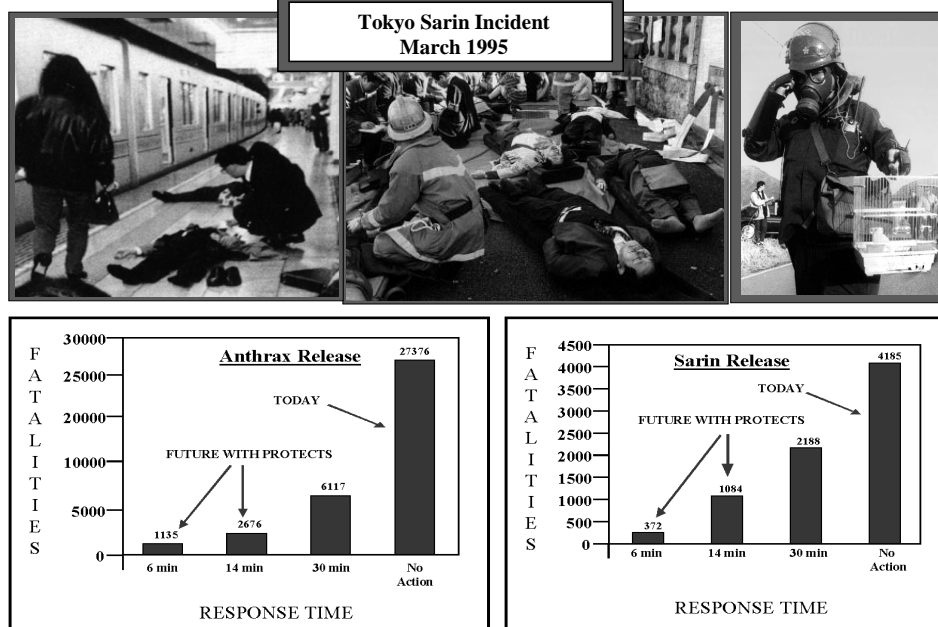 Tokyo Sarin Incident
March 1995
Anthrax Release
FATALITIES
30000
25000
20000
10000
5000
0
27376
TODAY
FUTURE WITH PROTECTS
6117
2676
1135
6 min
14 min
30 min
No
Action
RESPONSE TIME
Sarin Release
FATALITIES
4500
4000
3500
3000
2500
2000
1500
1000
500
0
4185
TODAY
FUTURE WITH PROTECTS
2188
1084
372
6 min
14 min
30 min
No
Action
RESPONSE TIME